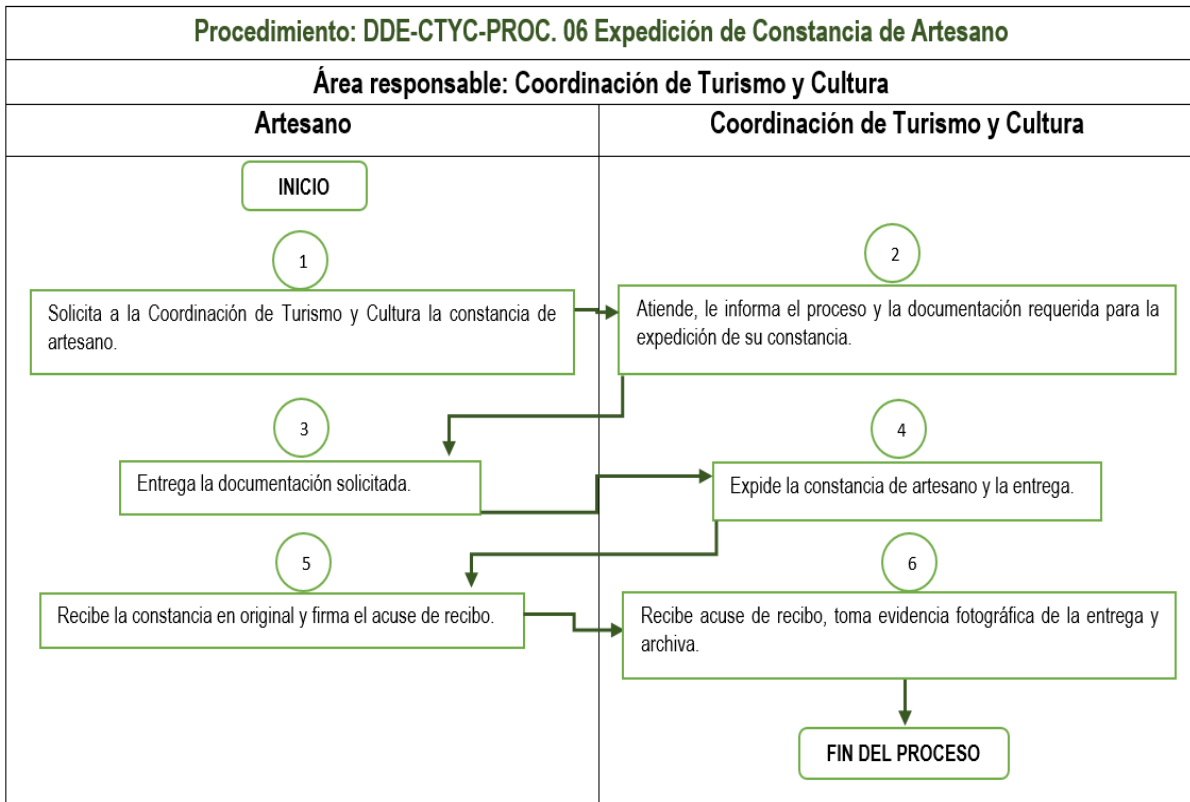 Procedimiento: DDE-CTYC-PROC. 06 Expedición de Constancia de Artesano
Área responsable: Coordinación de Turismo y Cultura
Artesano
Coordinación de Turismo y Cultura
INICIO
1
Solicita a la Coordinación de Turismo y Cultura la constancia de
artesano.
2
Atiende, le informa el proceso y la documentación requerida para la
expedición de su constancia.
3
Entrega la documentación solicitada.
4
Expide la constancia de artesano y la entrega.
5
Recibe la constancia en original y firma el acuse de recibo.
6
Recibe acuse de recibo, toma evidencia fotográfica de la entrega y
archiva.
FIN DEL PROCESO